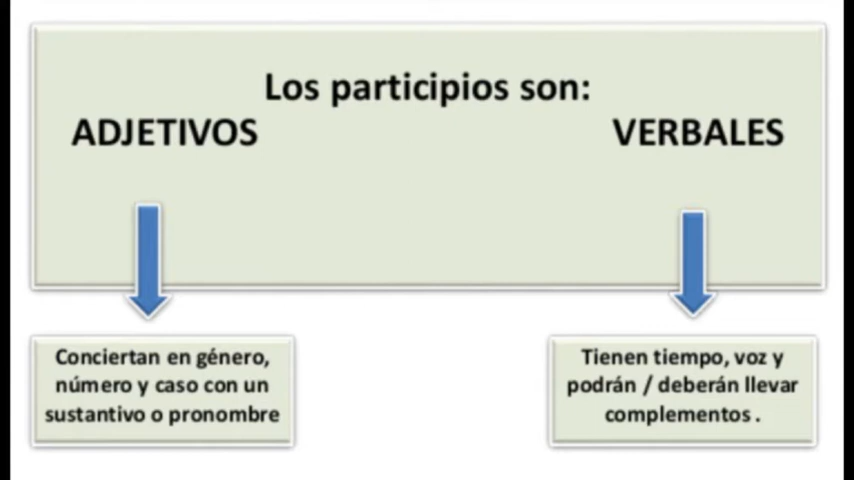 Los participios son:
ADJETIVOS VERBALES
Conciertan en género,
número y caso con un
sustantivo o pronombre
Tienen tiempo, voz y
podrán / deberán llevar
complementos .